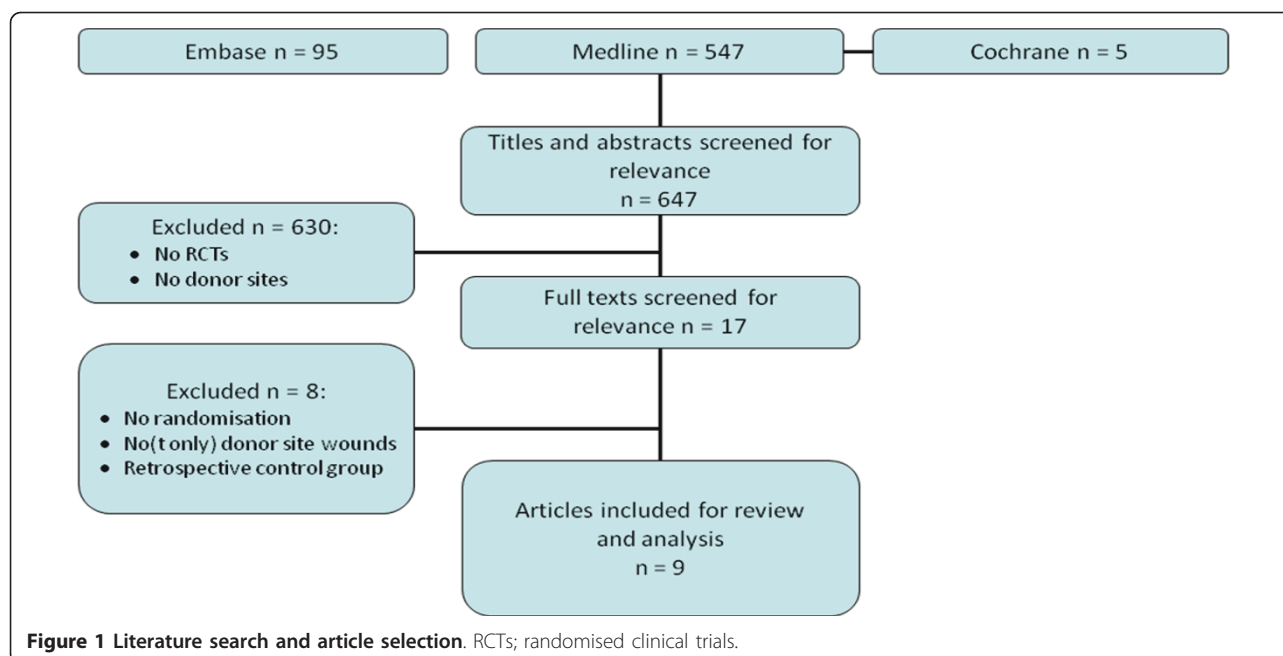 Embase n = 95
Medline n = 547
Cochrane n = 5
Titles and abstracts screened for
relevance
n = 647
Excluded n = 630:
• No RCTs
• No donor sites
Full texts screened for
relevance n = 17
Excluded n = 8:
• No randomisation
• No(t only) donor site wounds
• Retrospective control group
Articles included for review
and analysis
n = 9
Figure 1 Literature search and article selection. RCTs; randomised clinical trials.